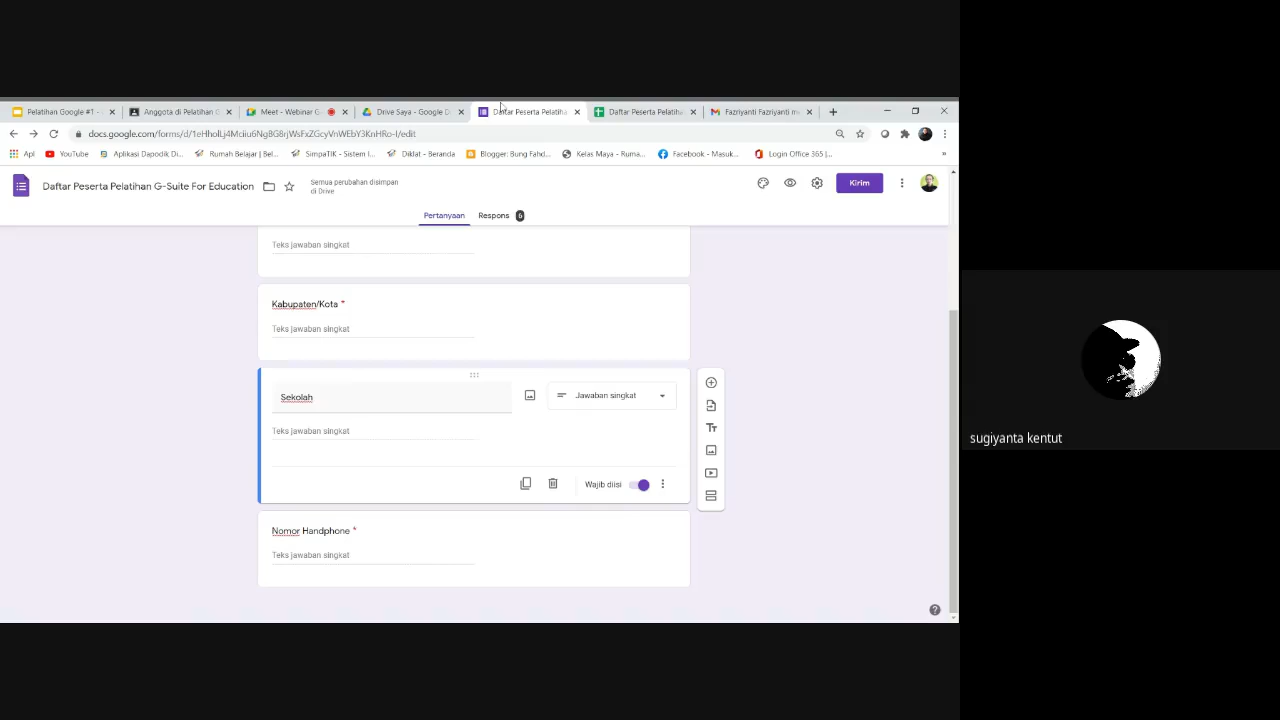 Pelatihan Google #1 -
Anggota di Pelatihan G
Meet - Webinar G
Drive Saya - Google D
Daftar Peserta Pelatiha
Daftar Peserta Pelatiha
Fazriyanti Fazriyanti m
docs.google.com/forms/d/
/edit
Apl
YouTube
Aplikasi Dapodik Di...
Rumah Belajar | Bel...
SimpaTIK - Sistem I...
Diklat - Beranda
Blogger: Bung Fahd...
Kelas Maya - Ruma...
Facebook - Masuk...
Login Office 365 |...
»
Daftar Peserta Pelatihan G-Suite For Education
Semua perubahan disimpan
di Drive
Kirim
Pertanyaan
Respons 6
Teks jawaban singkat
Kabupaten/Kota *
Teks jawaban singkat
Sekolah
Jawaban singkat
Teks jawaban singkat
Wajib diisi
Nomor Handphone *
Teks jawaban singkat
sugiyanta kentut